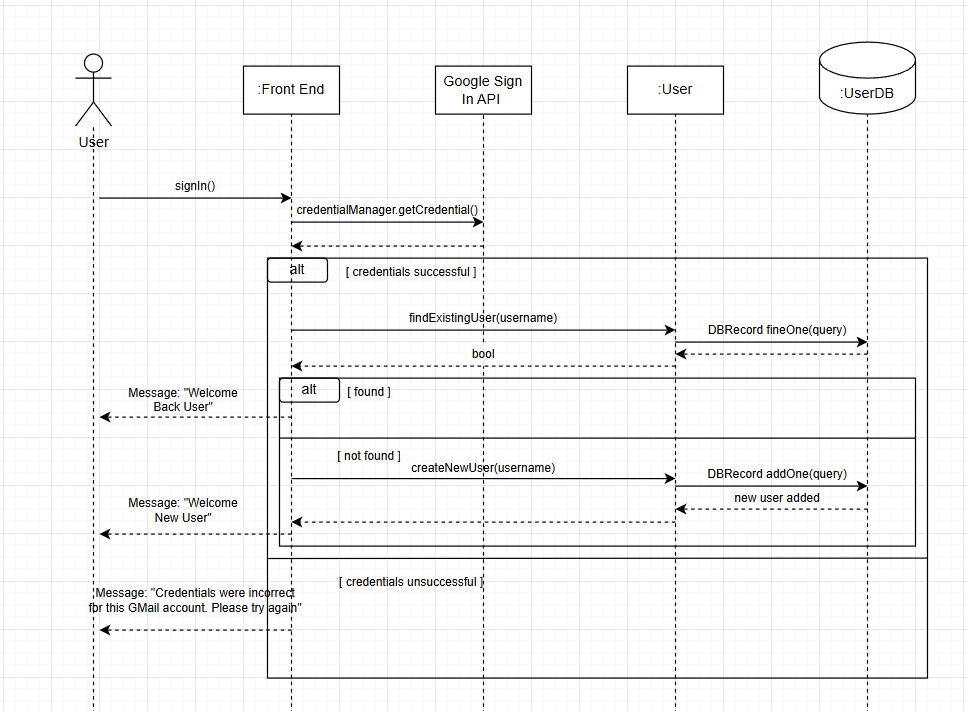 :Front End
Google Sign
In API
:User
:UserDB
User
signIn()
credentialManager.getCredential()
alt
[ credentials successful ]
findExistingUser(username)
DBRecord fineOne(query)
bool
alt
[ found ]
Message: "Welcome
Back User"
[ not found ]
createNewUser(username)
DBRecord addOne(query)
new user added
Message: "Welcome
New User"
[ credentials unsuccessful ]
Message: "Credentials were incorrect
for this GMail account. Please try again"